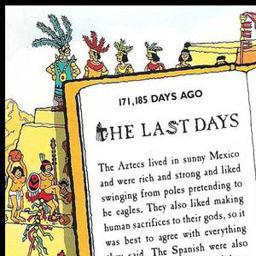 171,185 DAYS AGO
THE LAST DAYS
The Aztecs lived in sunny Mexico
and were rich and strong and liked
swinging from poles pretending to
be eagles. They also liked making
human sacrifices to their gods, so it
was best to agree with everything
they said. The Spanish were also